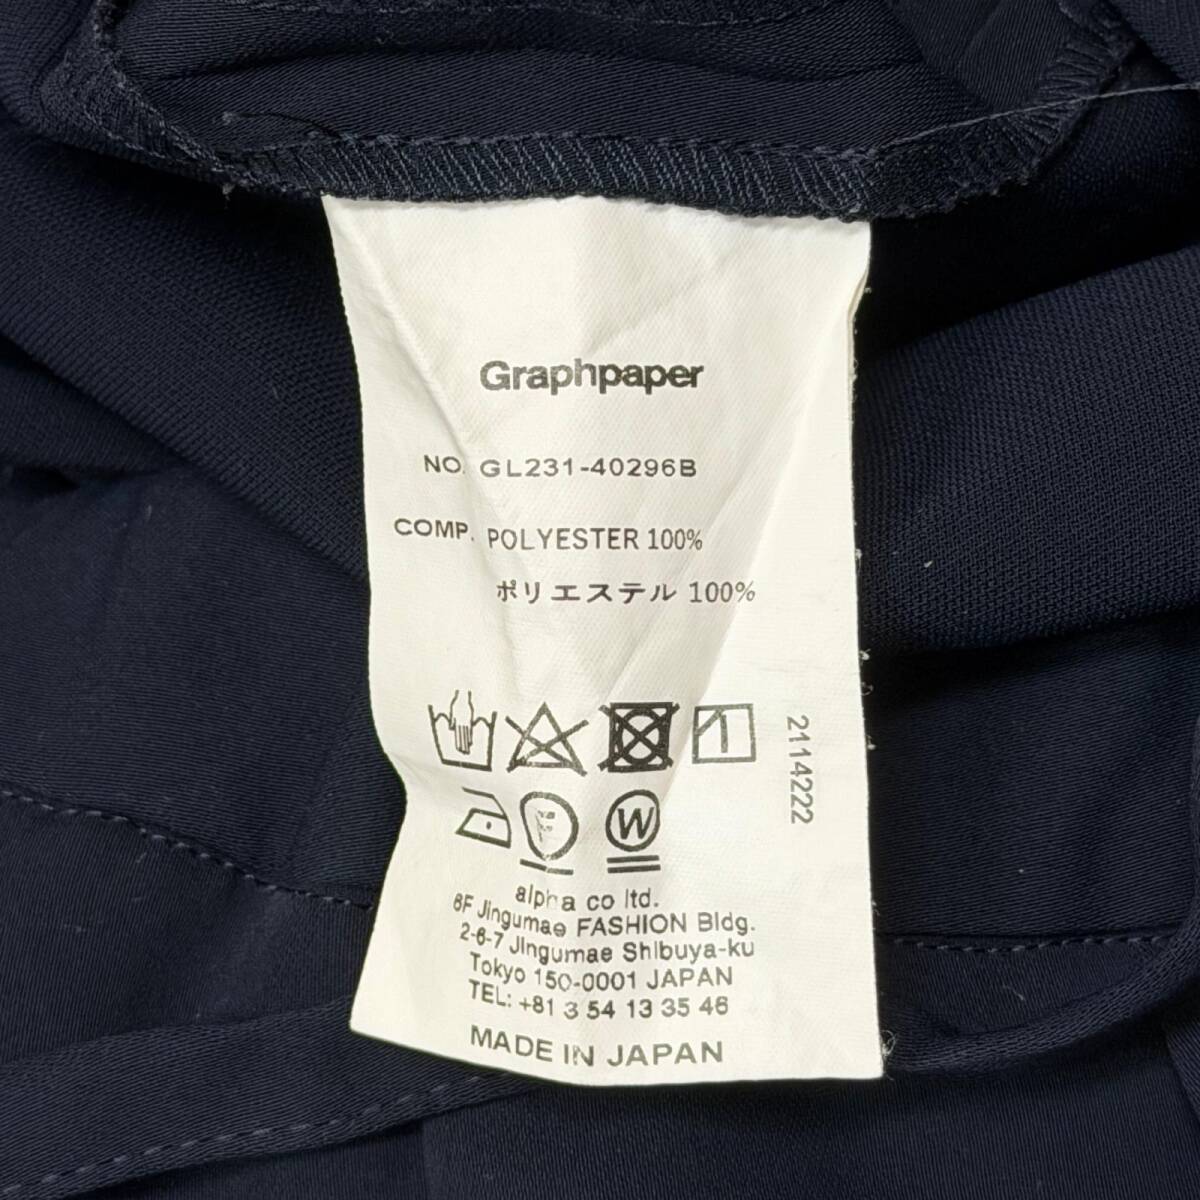 Graphpaper
NO. GL231-40296B
COMP. POLYESTER 100%
ポリエステル 100%
2114222
F
W
alpha co ltd.
6F Jingumae FASHION Bldg.
2-6-7 Jingumae Shibuya-ku
Tokyo 150-0001 JAPAN
TEL: +81 3 54 13 35 46
MADE IN JAPAN